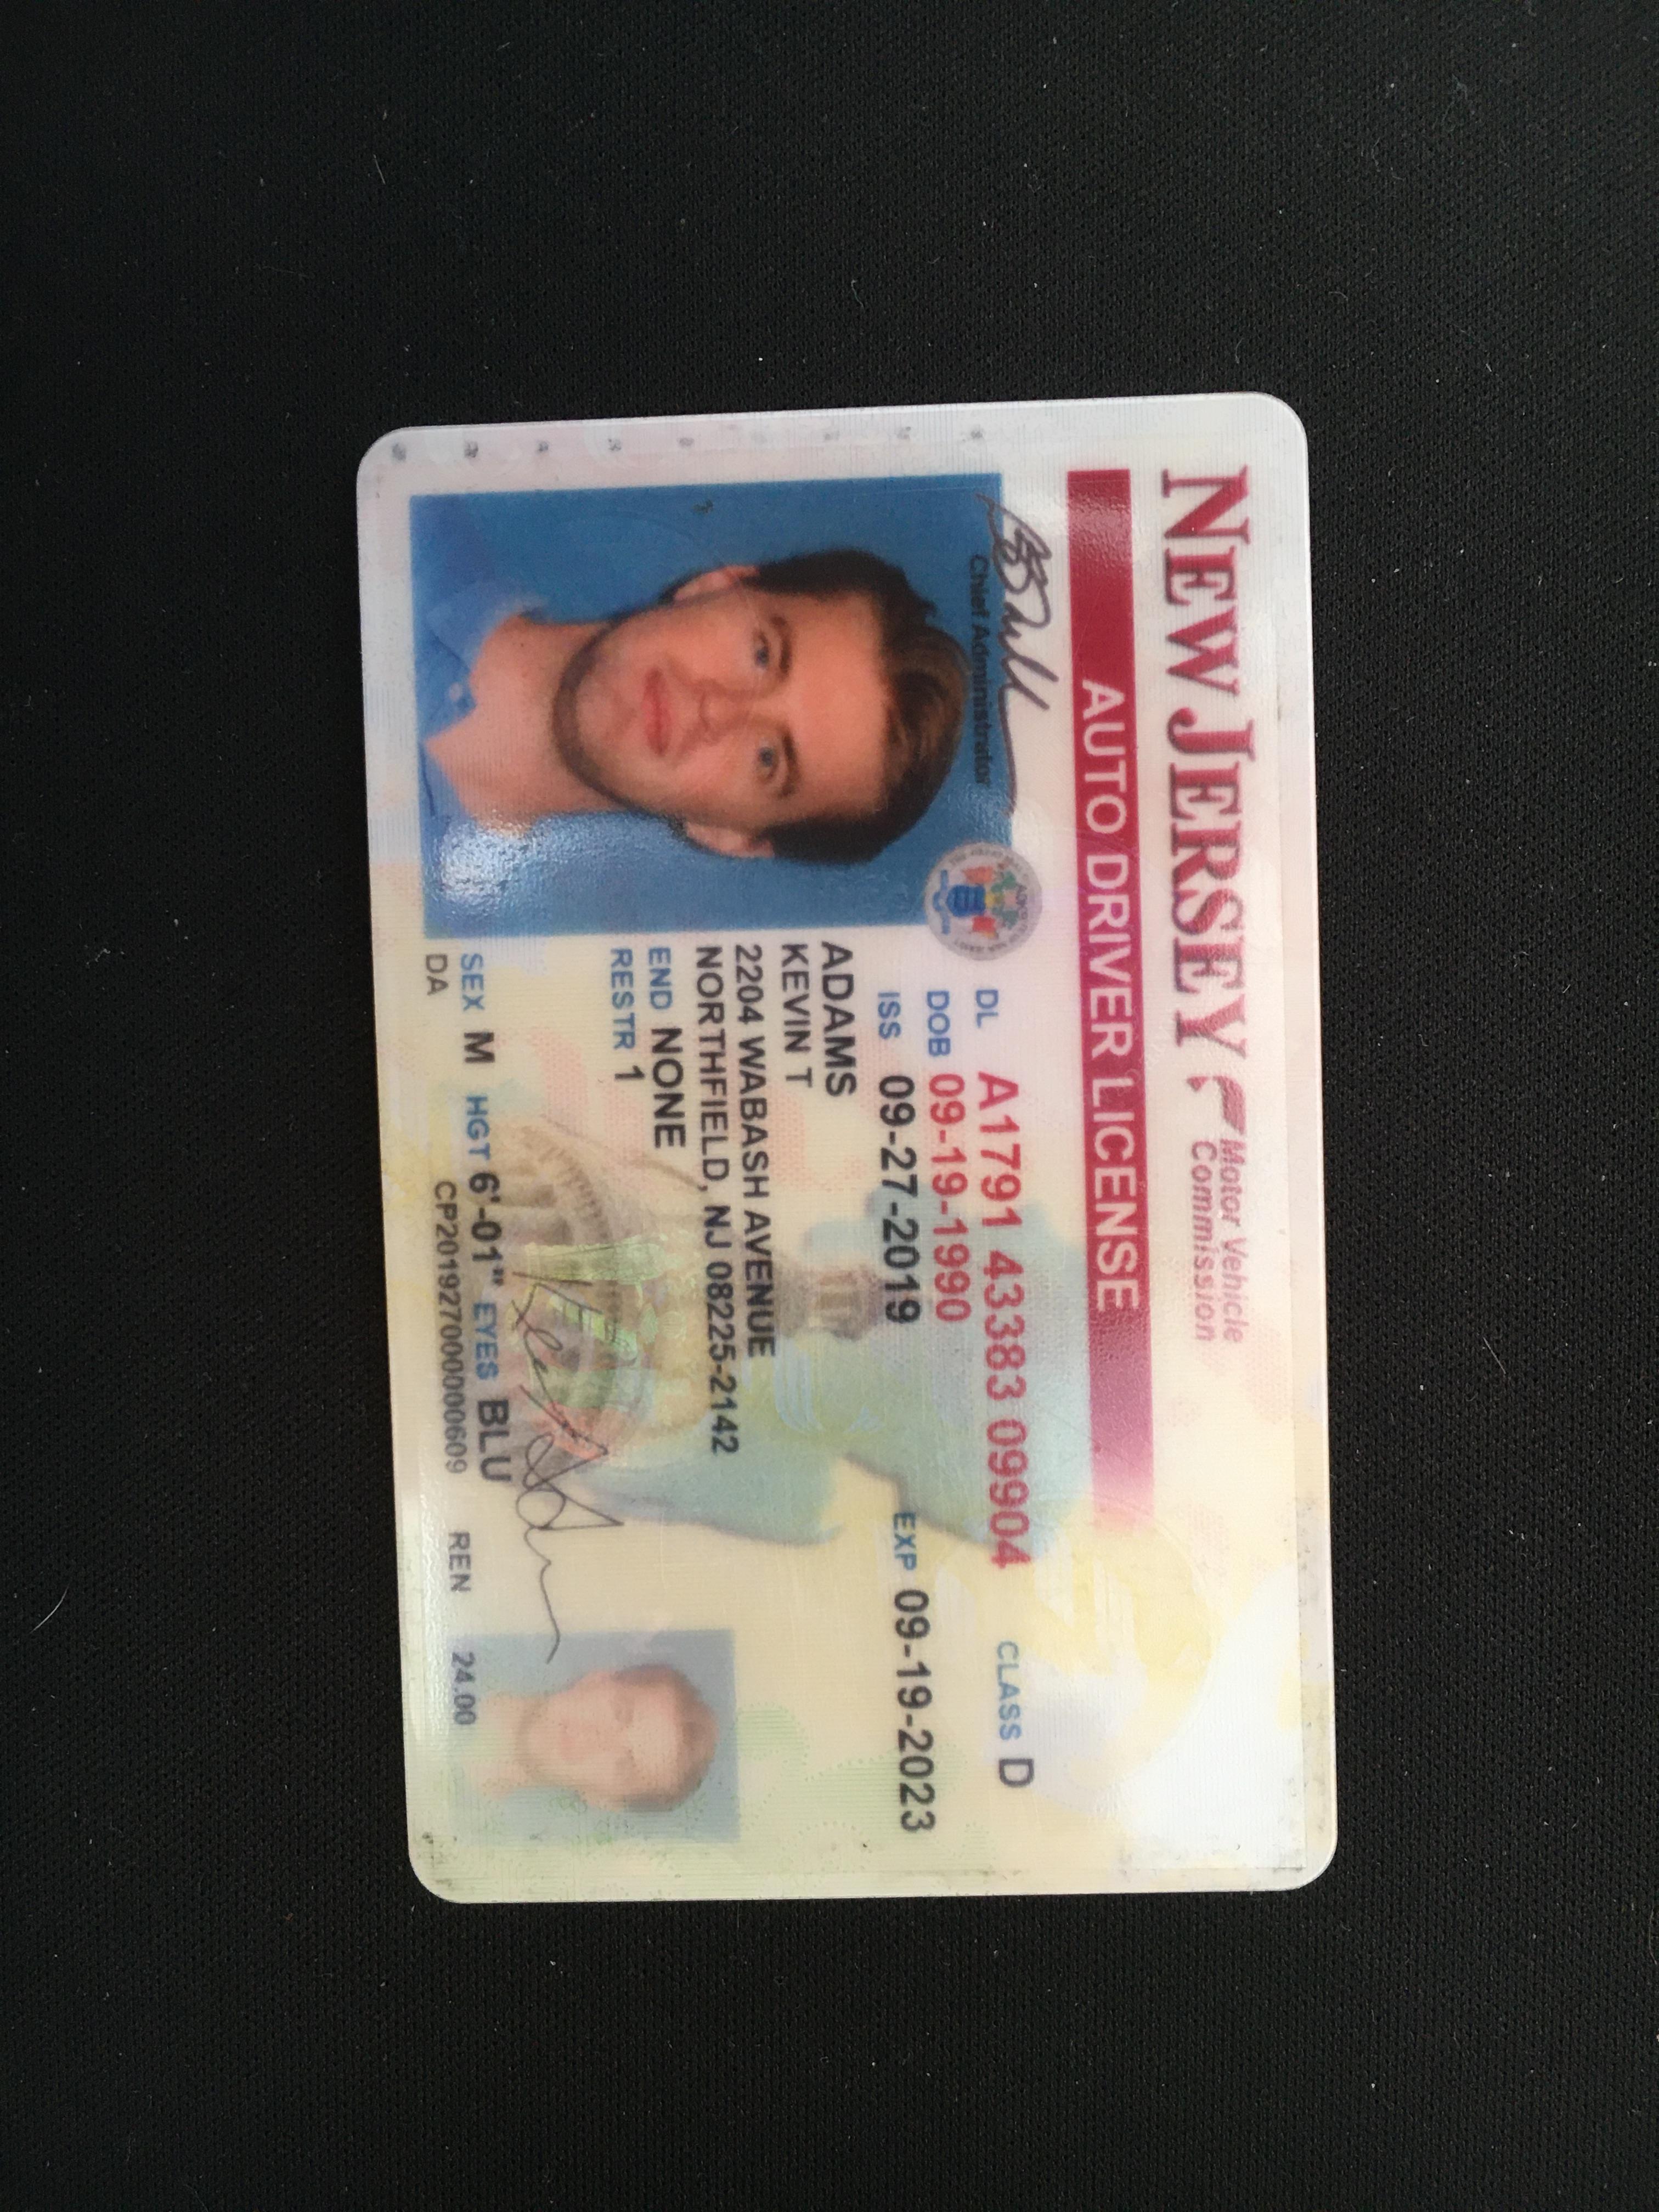 NEW JERSEY Motor Vehicle Commission
AUTO DRIVER LICENSE
Chief Administrator
DL A1791 43383 09904 CLASS D
DOB 09-19-1990
ISS 09-27-2019 EXP 09-19-2023
ADAMS
KEVIN T
2204 WABASH AVENUE
NORTHFIELD, NJ 08225-2142
END NONE
RESTR 1
SEX M HGT 6'-01" EYES BLU
DA CP201927000000609 REN 24.00